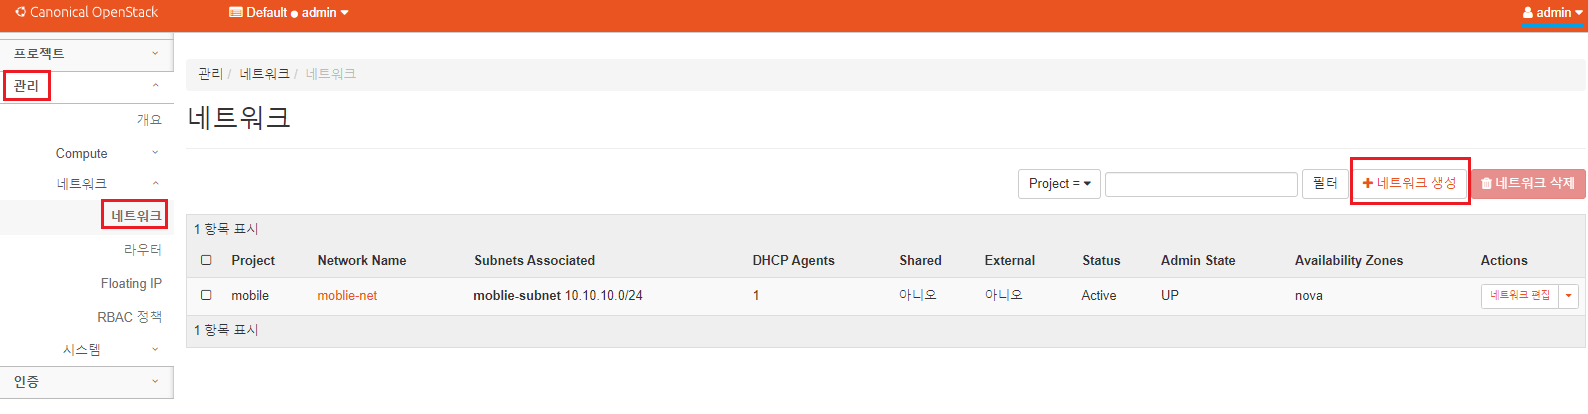 Canonical OpenStack
Default ● admin
admin
프로젝트
관리
개요
Compute
네트워크
네트워크
라우터
Floating IP
RBAC 정책
시스템
인증
관리 / 네트워크 / 네트워크
네트워크
Project =
필터
+ 네트워크 생성
네트워크 삭제
1 항목 표시
Project Network Name Subnets Associated DHCP Agents Shared External Status Admin State Availability Zones Actions
mobile moblie-net moblie-subnet 10.10.10.0/24 1 아니오 아니오 Active UP nova 네트워크 편집
1 항목 표시